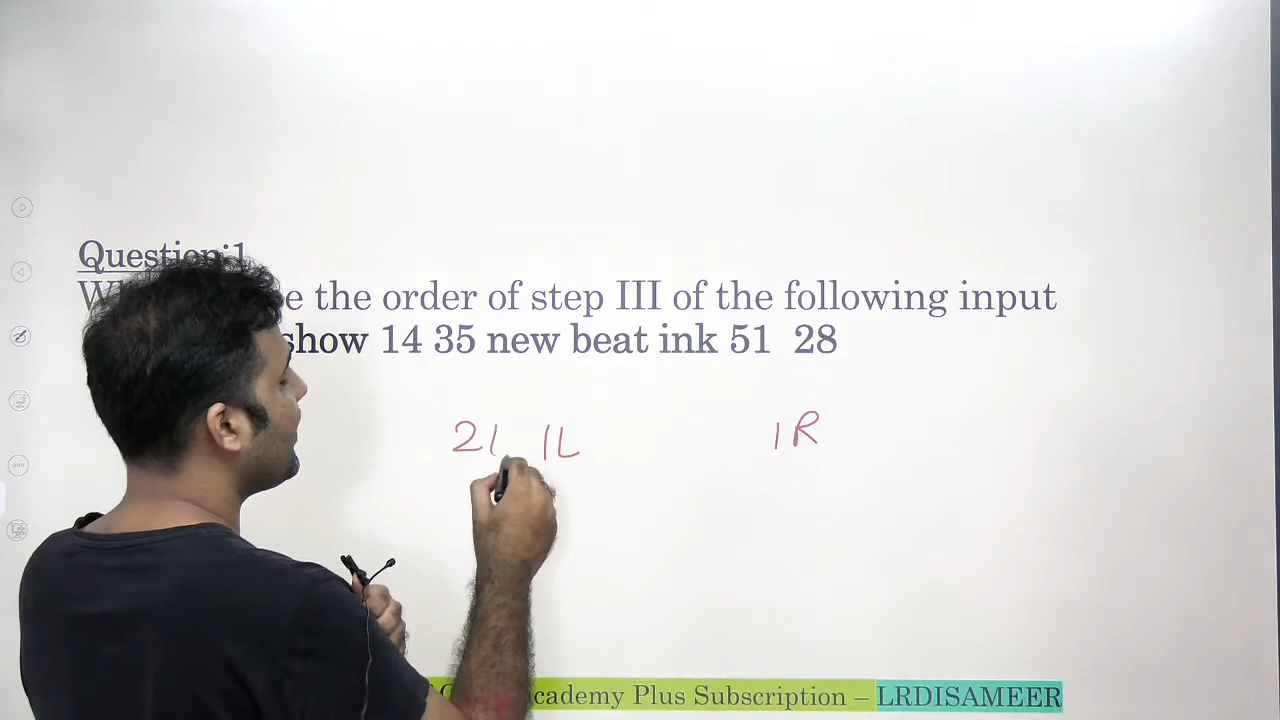 Question:1
e the order of step III of the following input
show 14 35 new beat ink 51 28
1L 1R
cademy Plus Subscription – LRDISAMEER